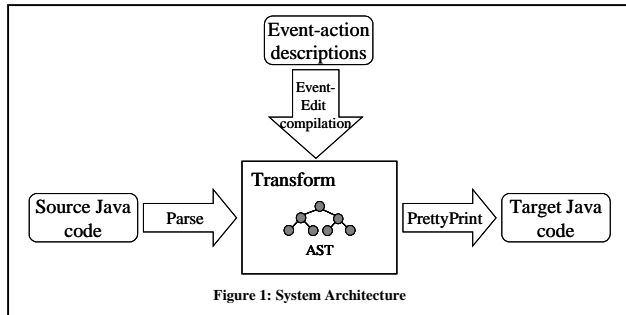 Event-action
descriptions
Event-
Edit
compilation
Transform
Source Java
code
Parse
AST
PrettyPrint
Target Java
code
Figure 1: System Architecture